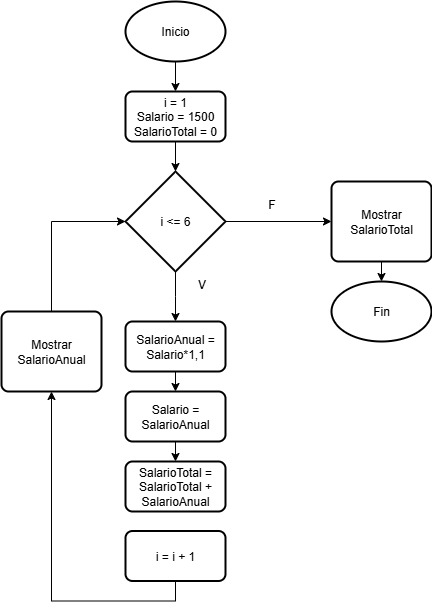 Inicio
i = 1
Salario = 1500
SalarioTotal = 0
i <= 6
F
Mostrar
SalarioTotal
Fin
V
SalarioAnual =
Salario*1,1
Mostrar
SalarioAnual
Salario =
SalarioAnual
SalarioTotal =
SalarioTotal +
SalarioAnual
i = i + 1